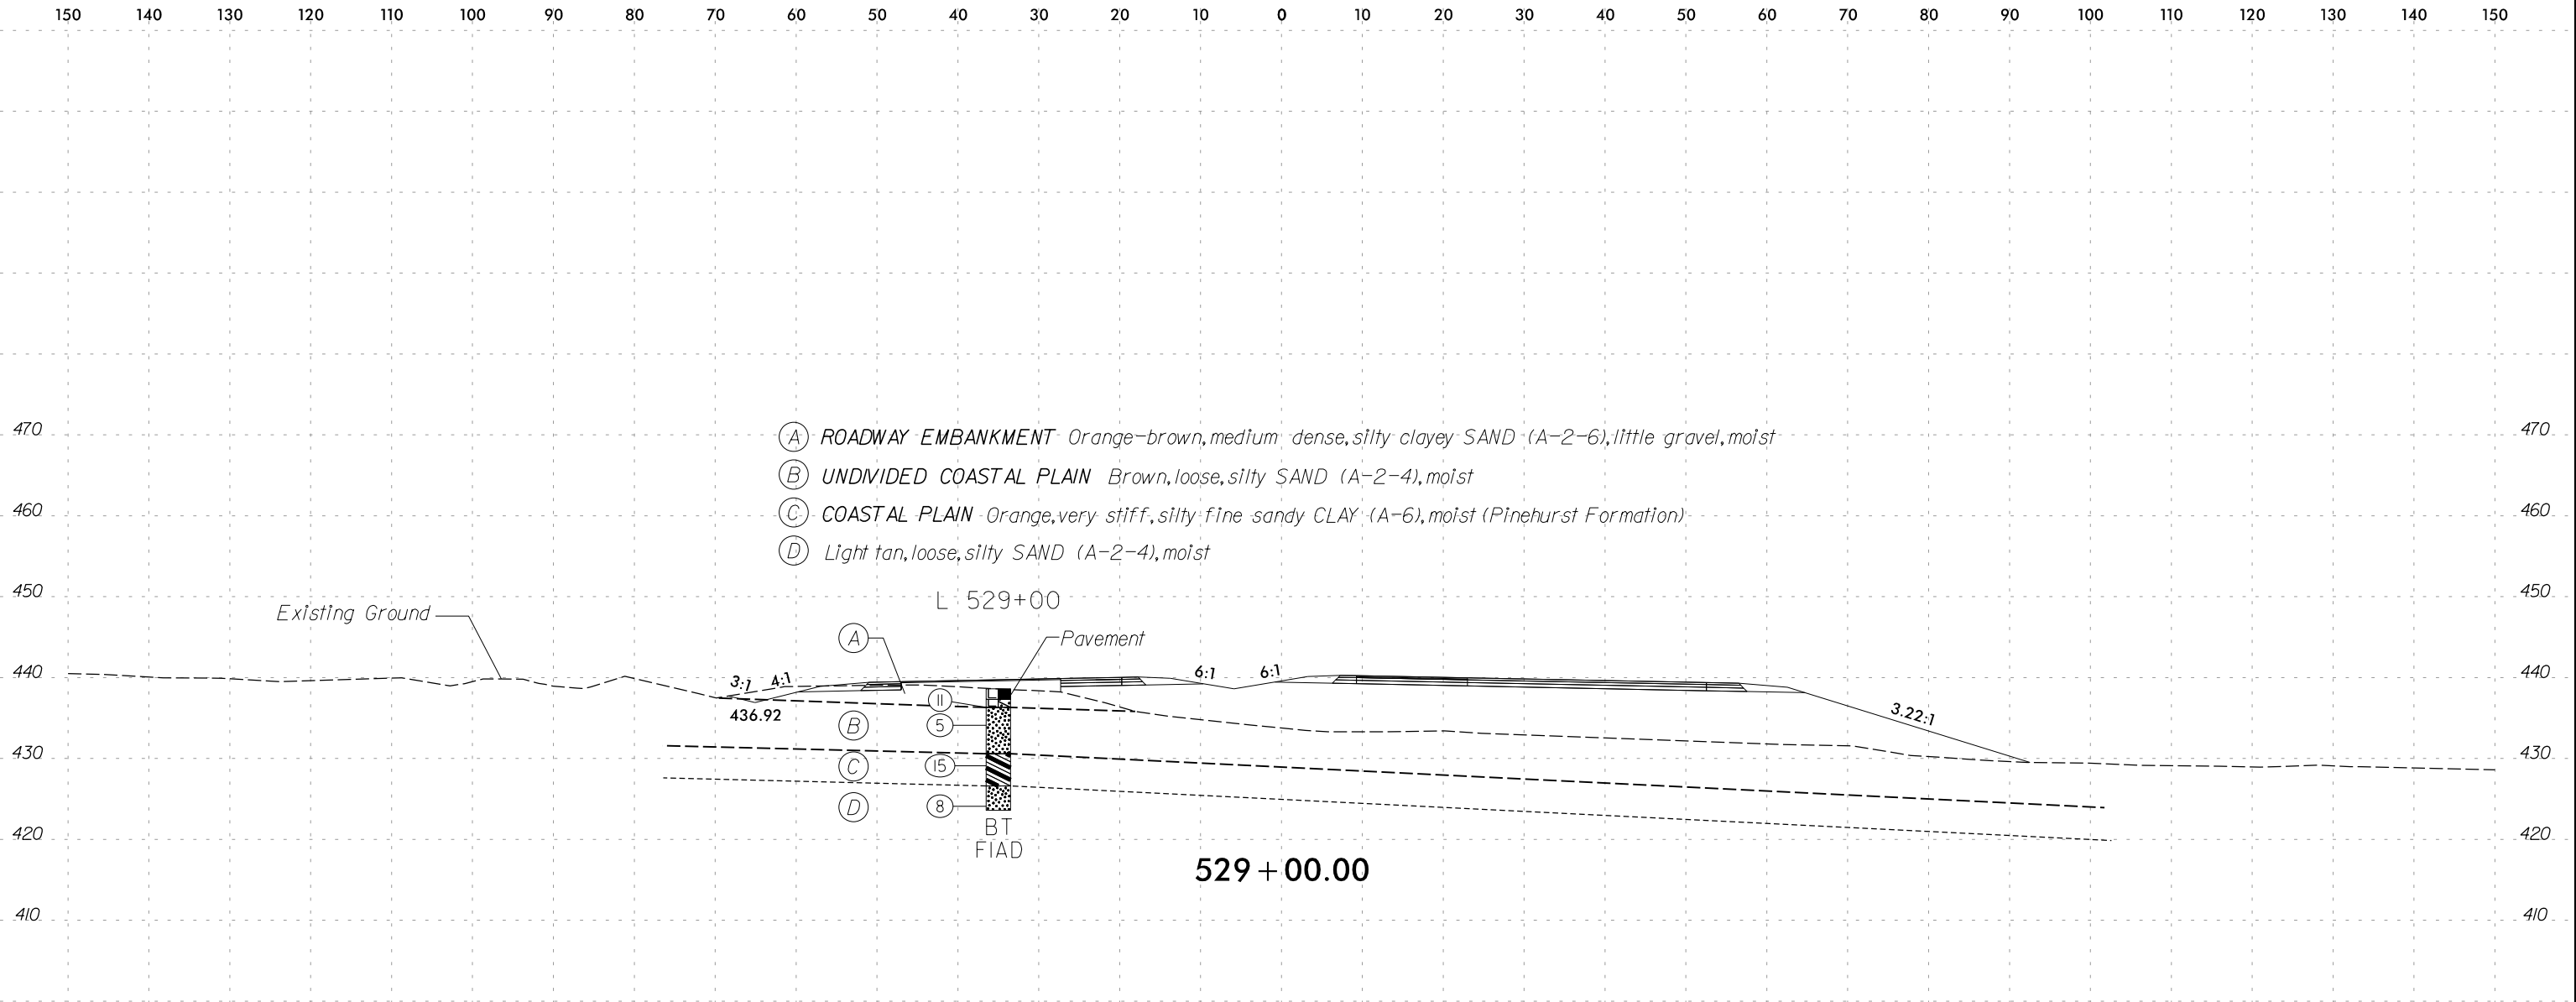 150 140 130 120 110 100 90 80 70 60 50 40 30 20 10 0 10 20 30 40 50 60 70 80 90 100 110 120 130 140 150
470 470
(A) ROADWAY EMBANKMENT Orange-brown, medium dense, silty clayey SAND (A-2-6), little gravel, moist
(B) UNDIVIDED COASTAL PLAIN Brown, loose, silty SAND (A-2-4), moist
460 460
(C) COASTAL PLAIN Orange, very stiff, silty fine sandy CLAY (A-6), moist (Pinehurst Formation)
(D) Light tan, loose, silty SAND (A-2-4), moist
450 450
L 529+00
Existing Ground
A
Pavement
440 440
3:1 4:1 6:1 6:1
11
436.92
3.22:1
B 5
430 430
C 15
D 8
BT
420 420
FIAD
529+00.00
410 410